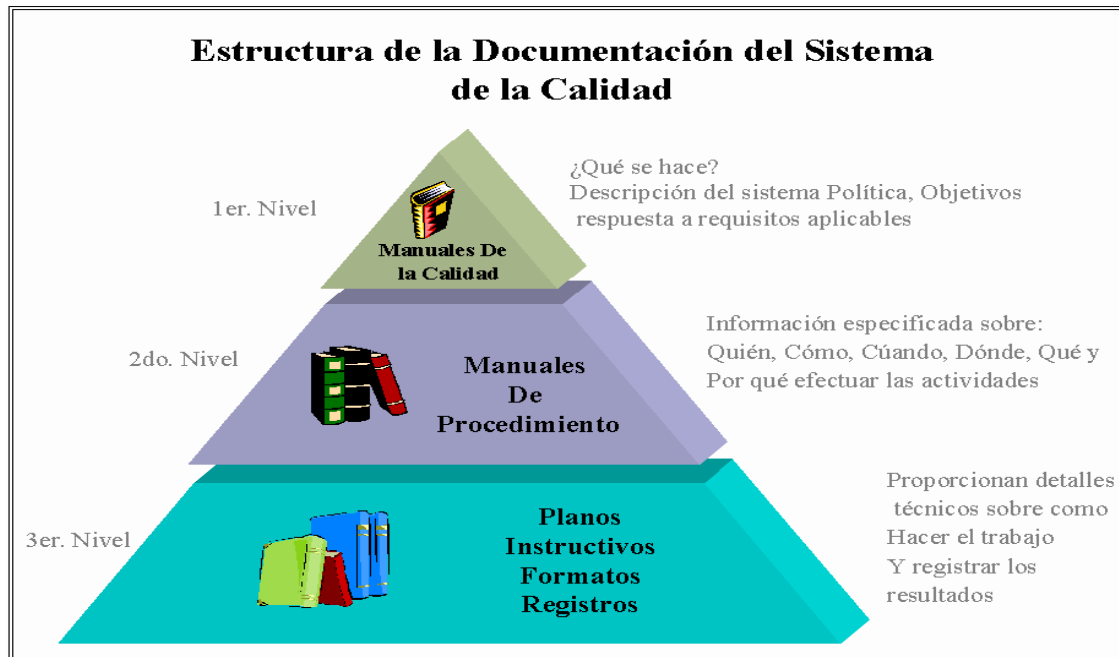 Estructura de la Documentación del Sistema
de la Calidad
1er. Nivel
Manuales De
la Calidad
¿Qué se hace?
Descripción del sistema Política, Objetivos
respuesta a requisitos aplicables
2do. Nivel
Manuales
De
Procedimiento
Información especificada sobre:
Quién, Cómo, Cúando, Dónde, Qué y
Por qué efectuar las actividades
3er. Nivel
Planos
Instructivos
Formatos
Registros
Proporcionan detalles
técnicos sobre como
Hacer el trabajo
Y registrar los
resultados